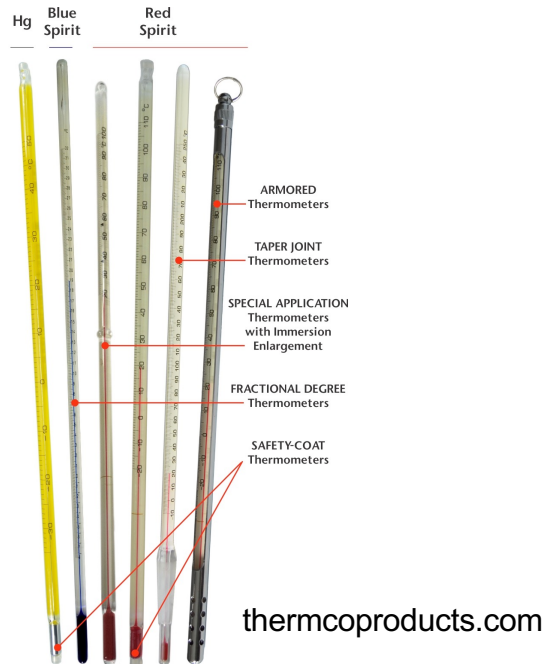 Hg
Blue
Spirit
Red
Spirit
ARMORED
Thermometers
TAPER JOINT
Thermometers
SPECIAL APPLICATION
Thermometers
with Immersion
Enlargement
FRACTIONAL DEGREE
Thermometers
SAFETY-COAT
Thermometers
thermcoproducts.com